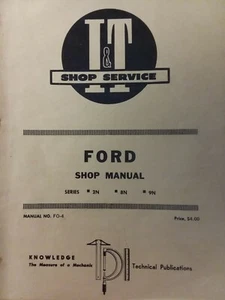 I&T
SHOP SERVICE
FORD
SHOP MANUAL
SERIES ■ 2N ■ 8N ■ 9N
MANUAL NO. FO-4
Price, $4.00
KNOWLEDGE
The Measure of a Mechanic
TPI
Technical Publications